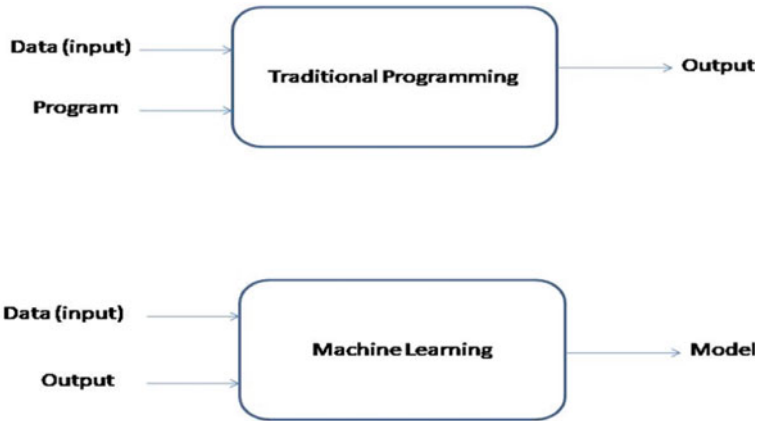 Data (input)
Traditional Programming
Output
Program
Data (input)
Machine Learning
Model
Output